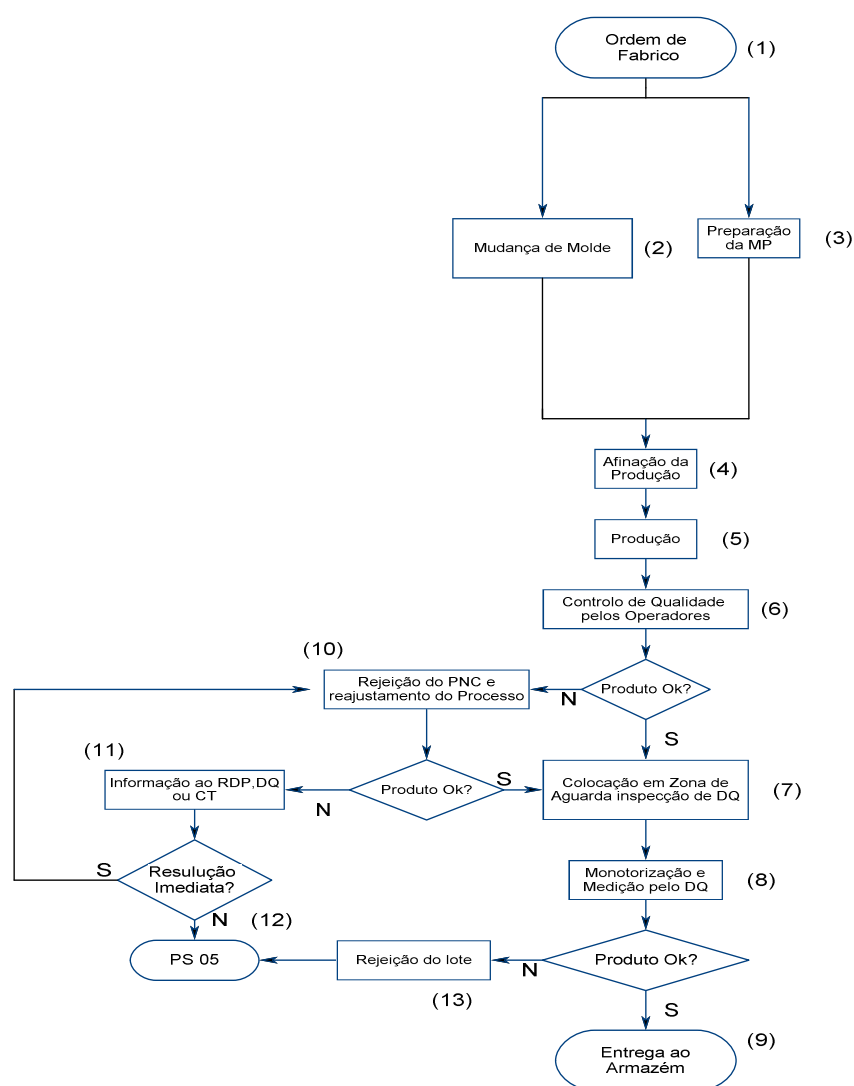 Ordem de
Fabrico
(1)
Mudança de Molde
(2)
Preparação
da MP
(3)
Afinação da
Produção
(4)
Produção
(5)
Controlo de Qualidade
pelos Operadores
(6)
(10)
Rejeição do PNC e
reajustamento do Processo
N
Produto Ok?
S
(11)
Informação ao RDP,DQ
ou CT
N
Produto Ok?
S
Colocação em Zona de
Aguarda inspecção de DQ
(7)
S
Resulução
Imediata?
N
(12)
Monotorização e
Medição pelo DQ
(8)
PS 05
Rejeição do lote
(13)
N
Produto Ok?
S
Entrega ao
Armazém
(9)